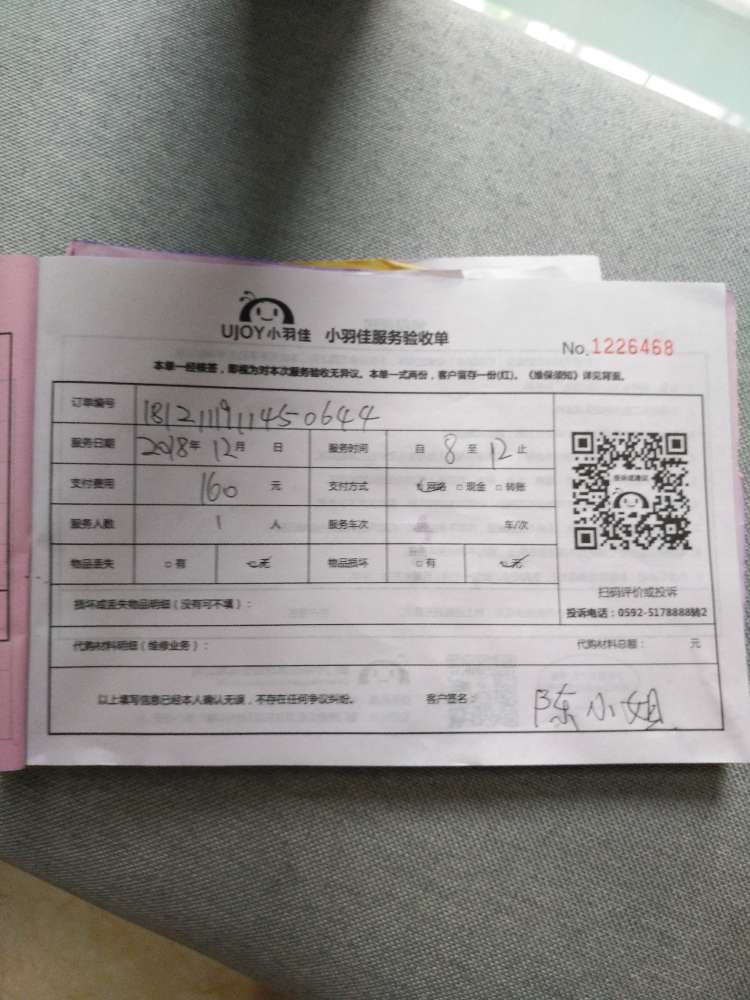 UJOY小羽佳 小羽佳服务验收单
No.1226468
本单一经核签，即视为对本次服务验收无异议。本单一式两份，客户留存一份(红)。《维保须知》详见背面。
订单编号 1812111911450644
服务日期 2018年 12月 日 服务时间 自 8 至 12 止
支付费用 160 元 支付方式 网络 □现金 □转账
服务人数 1 人 服务车次 车/次
物品丢失 □有 无 物品损坏 □有 无
扫码评价或投诉
投诉电话：0592-5178888转2
损坏或丢失物品明细（没有可不填）：
代购材料明细（维修业务）： 代购材料总额： 元
以上填写信息已经本人确认无误，不存在任何争议纠纷。 客户签名： 陈小姐